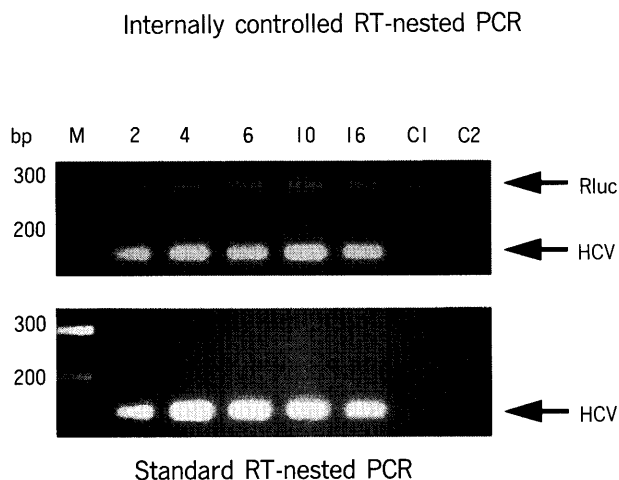 Internally controlled RT-nested PCR
bp M 2 4 6 10 16 C1 C2
300
Rluc
200
HCV
300
200
HCV
Standard RT-nested PCR